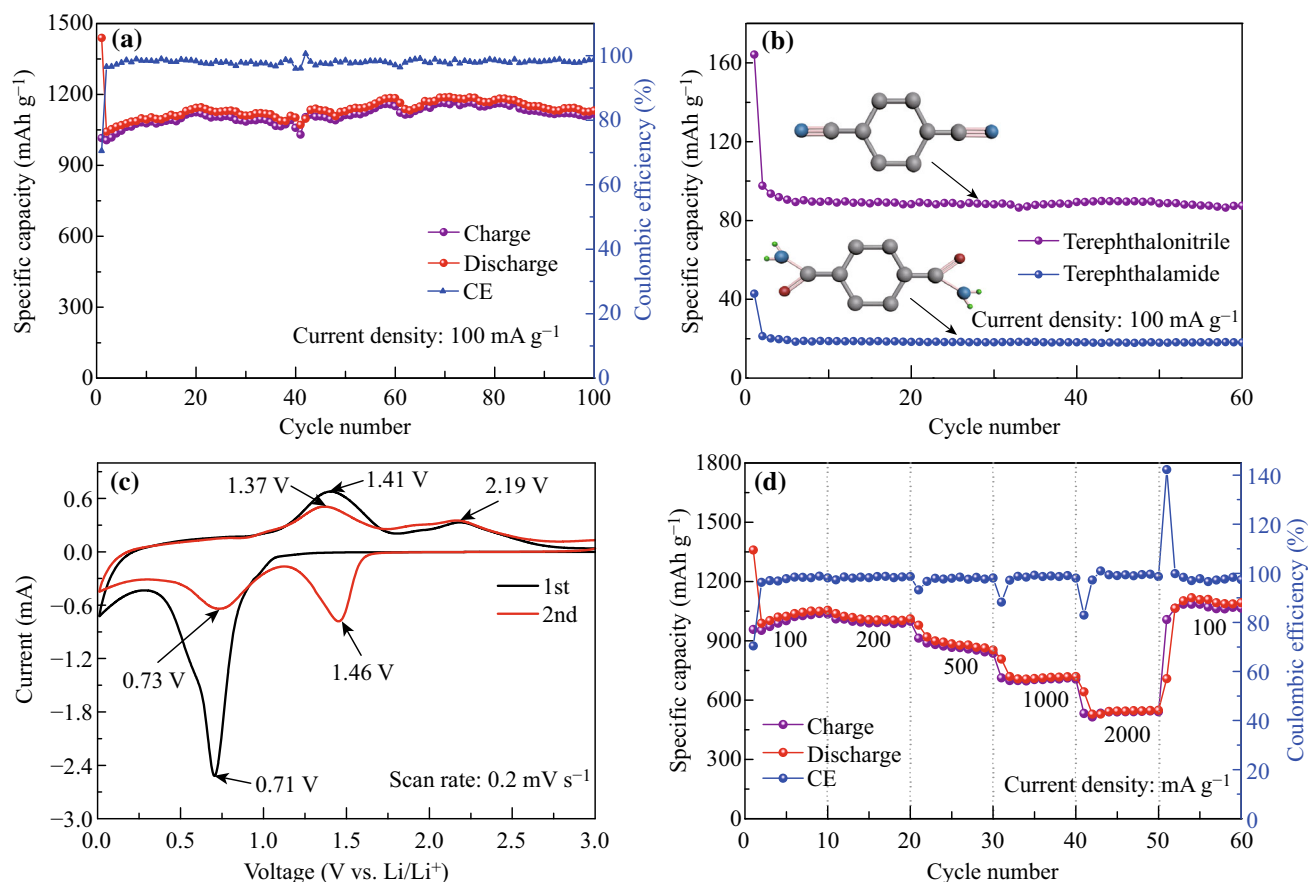 (a)
1500
1200
900
600
300
0
Specific capacity (mAh g−1)
100
80
60
40
20
0
Coulombic efficiency (%)
Charge
Discharge
CE
Current density: 100 mA g−1
0 20 40 60 80 100
Cycle number
(b)
160
120
80
40
0
Specific capacity (mAh g−1)
Terephthalonitrile
Terephthalamide
Current density: 100 mA g−1
0 20 40 60
Cycle number
(c)
0.6
0.0
−0.6
−1.2
−1.8
−2.4
−3.0
Current (mA)
1.37 V
1.41 V
2.19 V
1st
2nd
0.73 V
1.46 V
0.71 V
Scan rate: 0.2 mV s−1
0.0 0.5 1.0 1.5 2.0 2.5 3.0
Voltage (V vs. Li/Li+)
(d)
1800
1500
1200
900
600
300
0
Specific capacity (mAh g−1)
140
120
100
80
60
40
20
0
Coulombic efficiency (%)
100
200
500
1000
2000
100
Charge
Discharge
CE
Current density: mA g−1
0 10 20 30 40 50 60
Cycle number